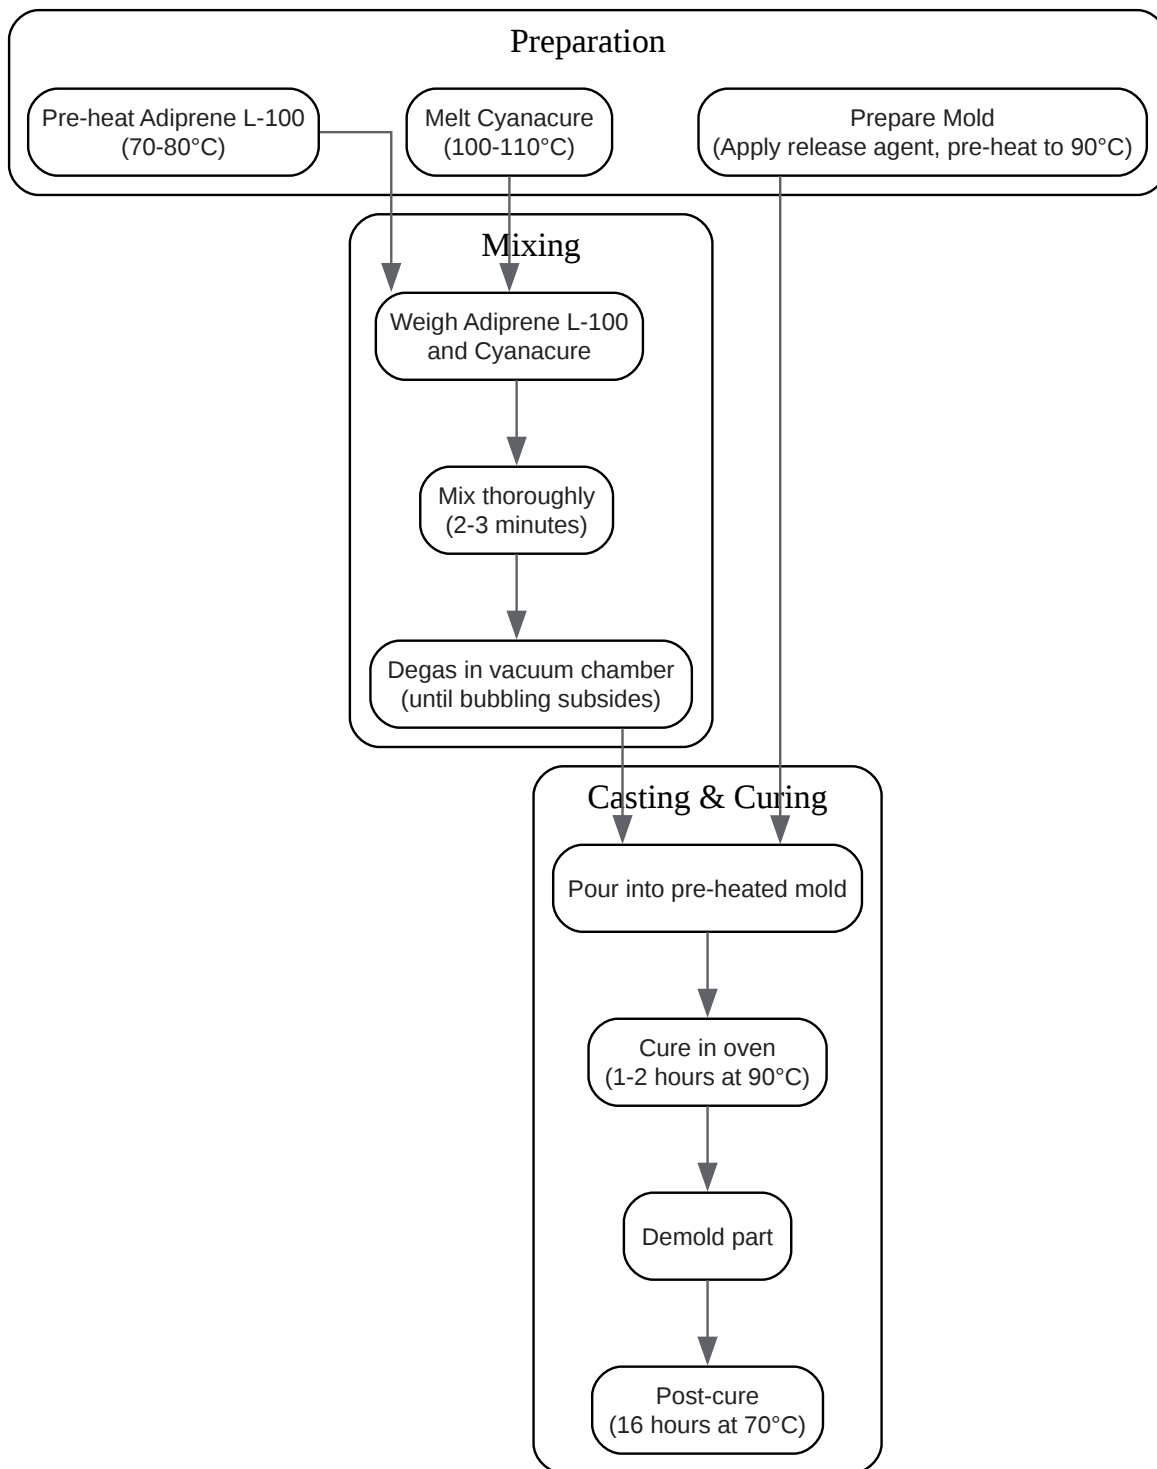 Preparation
Pre-heat Adiprene L-100
(70-80°C)
Melt Cyanacure
(100-110°C)
Prepare Mold
(Apply release agent, pre-heat to 90°C)
Mixing
Weigh Adiprene L-100
and Cyanacure
Mix thoroughly
(2-3 minutes)
Degas in vacuum chamber
(until bubbling subsides)
Casting & Curing
Pour into pre-heated mold
Cure in oven
(1-2 hours at 90°C)
Demold part
Post-cure
(16 hours at 70°C)